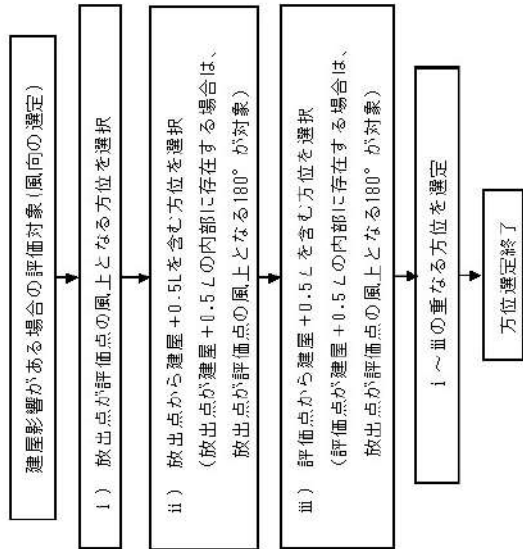 建屋影響がある場合の評価対象(風向の選定)
i) 放出点が評価点の風上となる方位を選択
ii) 放出点から建屋+0.5Lを含む方位を選択
(放出点が建屋+0.5Lの内部に存在する場合は、
放出点が評価点の風上となる180°が対象)
iii) 評価点から建屋+0.5Lを含む方位を選択
(評価点が建屋+0.5Lの内部に存在する場合は、
放出点が評価点の風上となる180°が対象)
i~iiiの重なる方位を選定
方位選定終了